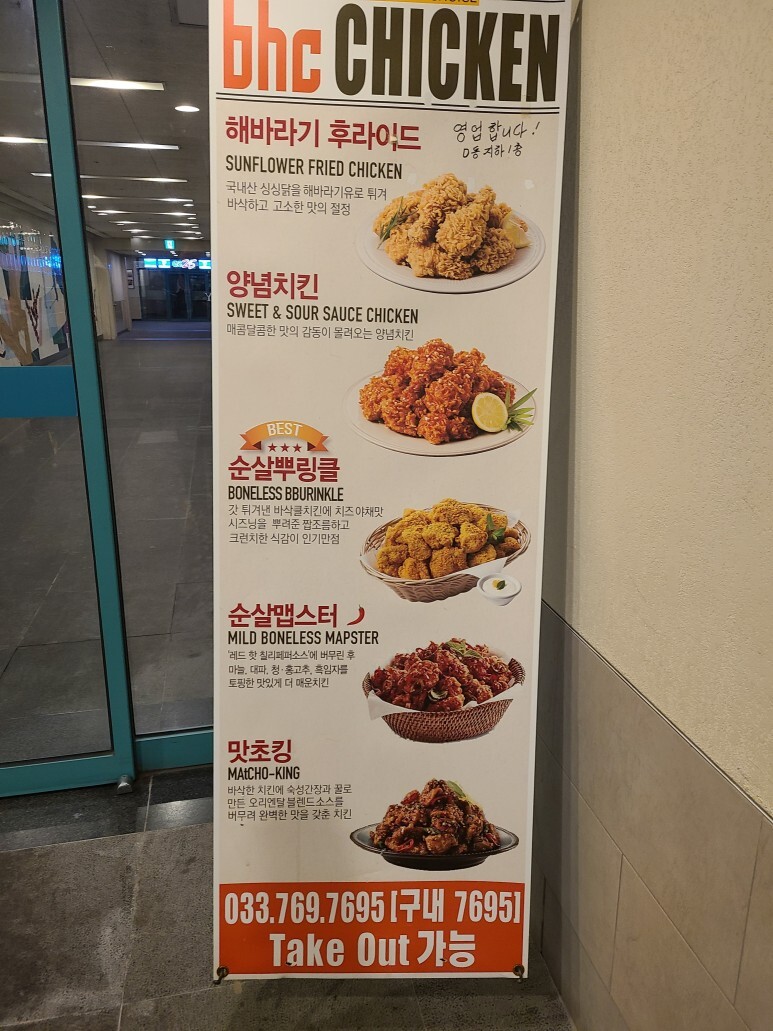 bhc CHICKEN
해바라기 후라이드
영업합니다!
D동 지하1층
SUNFLOWER FRIED CHICKEN
국내산 싱싱닭을 해바라기유로 튀겨
바삭하고 고소한 맛의 절정
양념치킨
SWEET & SOUR SAUCE CHICKEN
매콤달콤한 맛의 감동이 몰려오는 양념치킨
BEST
순살뿌링클
BONELESS BBURINKLE
갓 튀겨낸 바삭클치킨에 치즈야채맛
시즈닝을 뿌려준 짭조름하고
크런치한 식감이 인기만점
순살맵스터
MILD BONELESS MAPSTER
'레드 핫 칠리페퍼소스'에 버무린 후
마늘, 대파, 청·홍고추, 흑임자를
토핑한 맛있게 더 매운치킨
맛초킹
MAtCHO-KING
바삭한 치킨에 숙성간장과 꿀로
만든 오리엔탈 블렌드소스를
버무려 완벽한 맛을 갖춘 치킨
033.769.7695 [구내 7695]
Take Out 가능